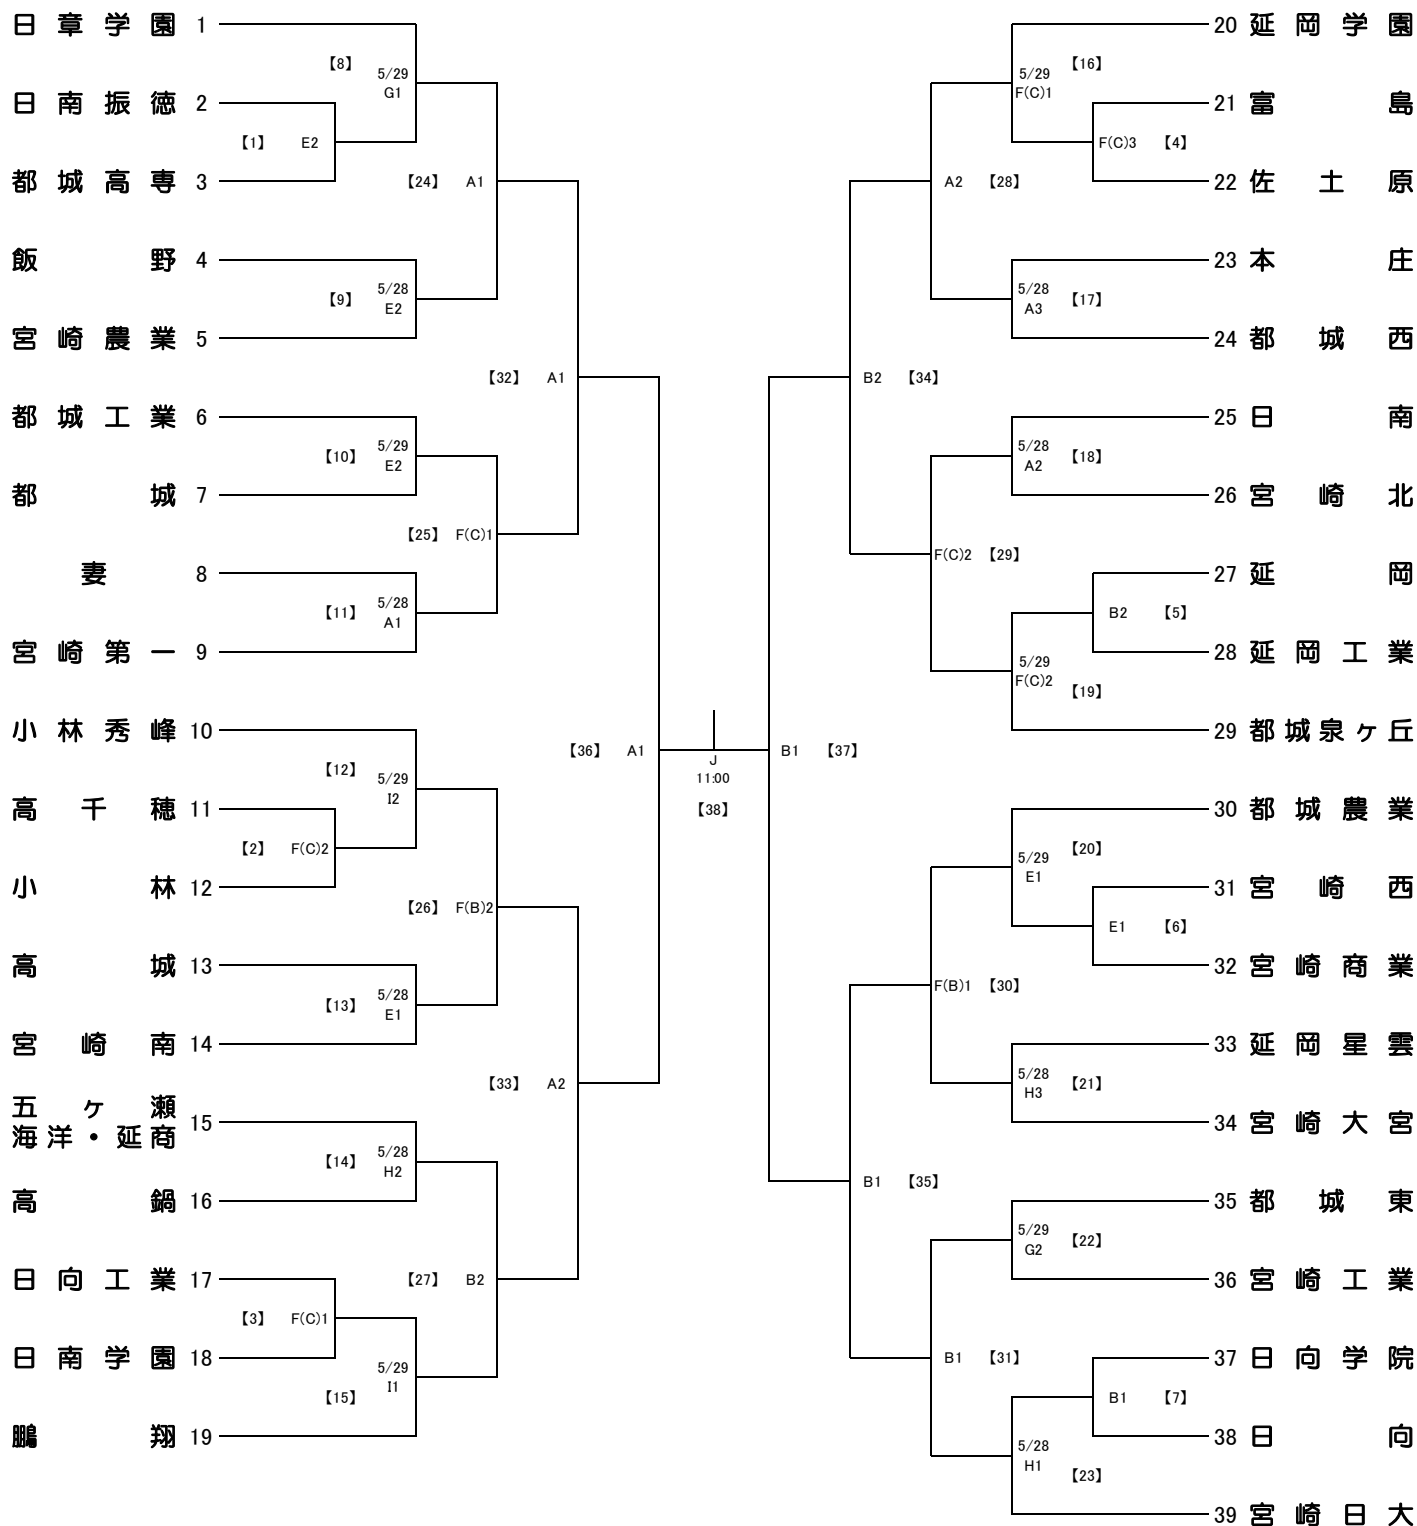 日章学園 1
【8】 5/29
G1
日南振徳 2
【1】 E2
都城高専 3
【24】 A1
飯野 4
【9】 5/28
E2
宮崎農業 5
【32】 A1
都城工業 6
【10】 5/29
E2
都城 7
【25】 F(C)1
妻 8
【11】 5/28
A1
宮崎第一 9
小林秀峰 10
【12】 5/29
I2
高千穂 11
【2】 F(C)2
小林 12
【26】 F(B)2
高城 13
【13】 5/28
E1
宮崎南 14
【33】 A2
五ヶ瀬
海洋・延商 15
【14】 5/28
H2
高鍋 16
日向工業 17
【27】 B2
【3】 F(C)1
日南学園 18
5/29
I1
【15】
鵬翔 19
【36】 A1
J
11:00
【38】
B1 【37】
20 延岡学園
5/29 【16】
F(C)1
21 富島
F(C)3 【4】
22 佐土原
A2 【28】
23 本庄
5/28 【17】
A3
24 都城西
B2 【34】
25 日南
5/28 【18】
A2
26 宮崎北
F(C)2 【29】
27 延岡
B2 【5】
28 延岡工業
5/29
F(C)2 【19】
29 都城泉ヶ丘
30 都城農業
5/29 【20】
E1
31 宮崎西
E1 【6】
32 宮崎商業
F(B)1 【30】
33 延岡星雲
5/28 【21】
H3
34 宮崎大宮
B1 【35】
35 都城東
5/29 【22】
G2
36 宮崎工業
B1 【31】
37 日向学院
B1 【7】
38 日向
5/28
H1 【23】
39 宮崎日大